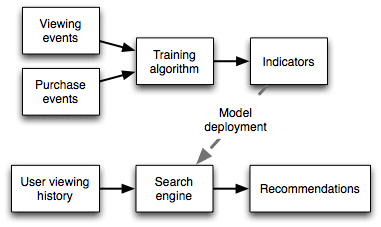 Viewing
events
Training
algorithm
Indicators
Purchase
events
Model
deployment
User viewing
history
Search
engine
Recommendations